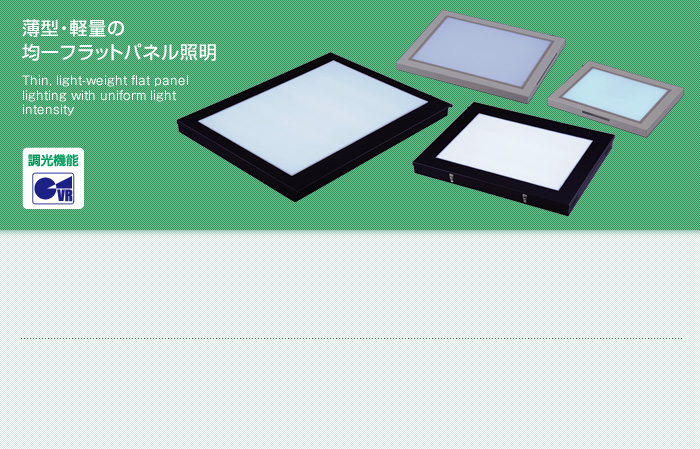 薄型・軽量の
均一フラットパネル照明
Thin, light-weight flat panel
lighting with uniform light
intensity
調光機能
VR